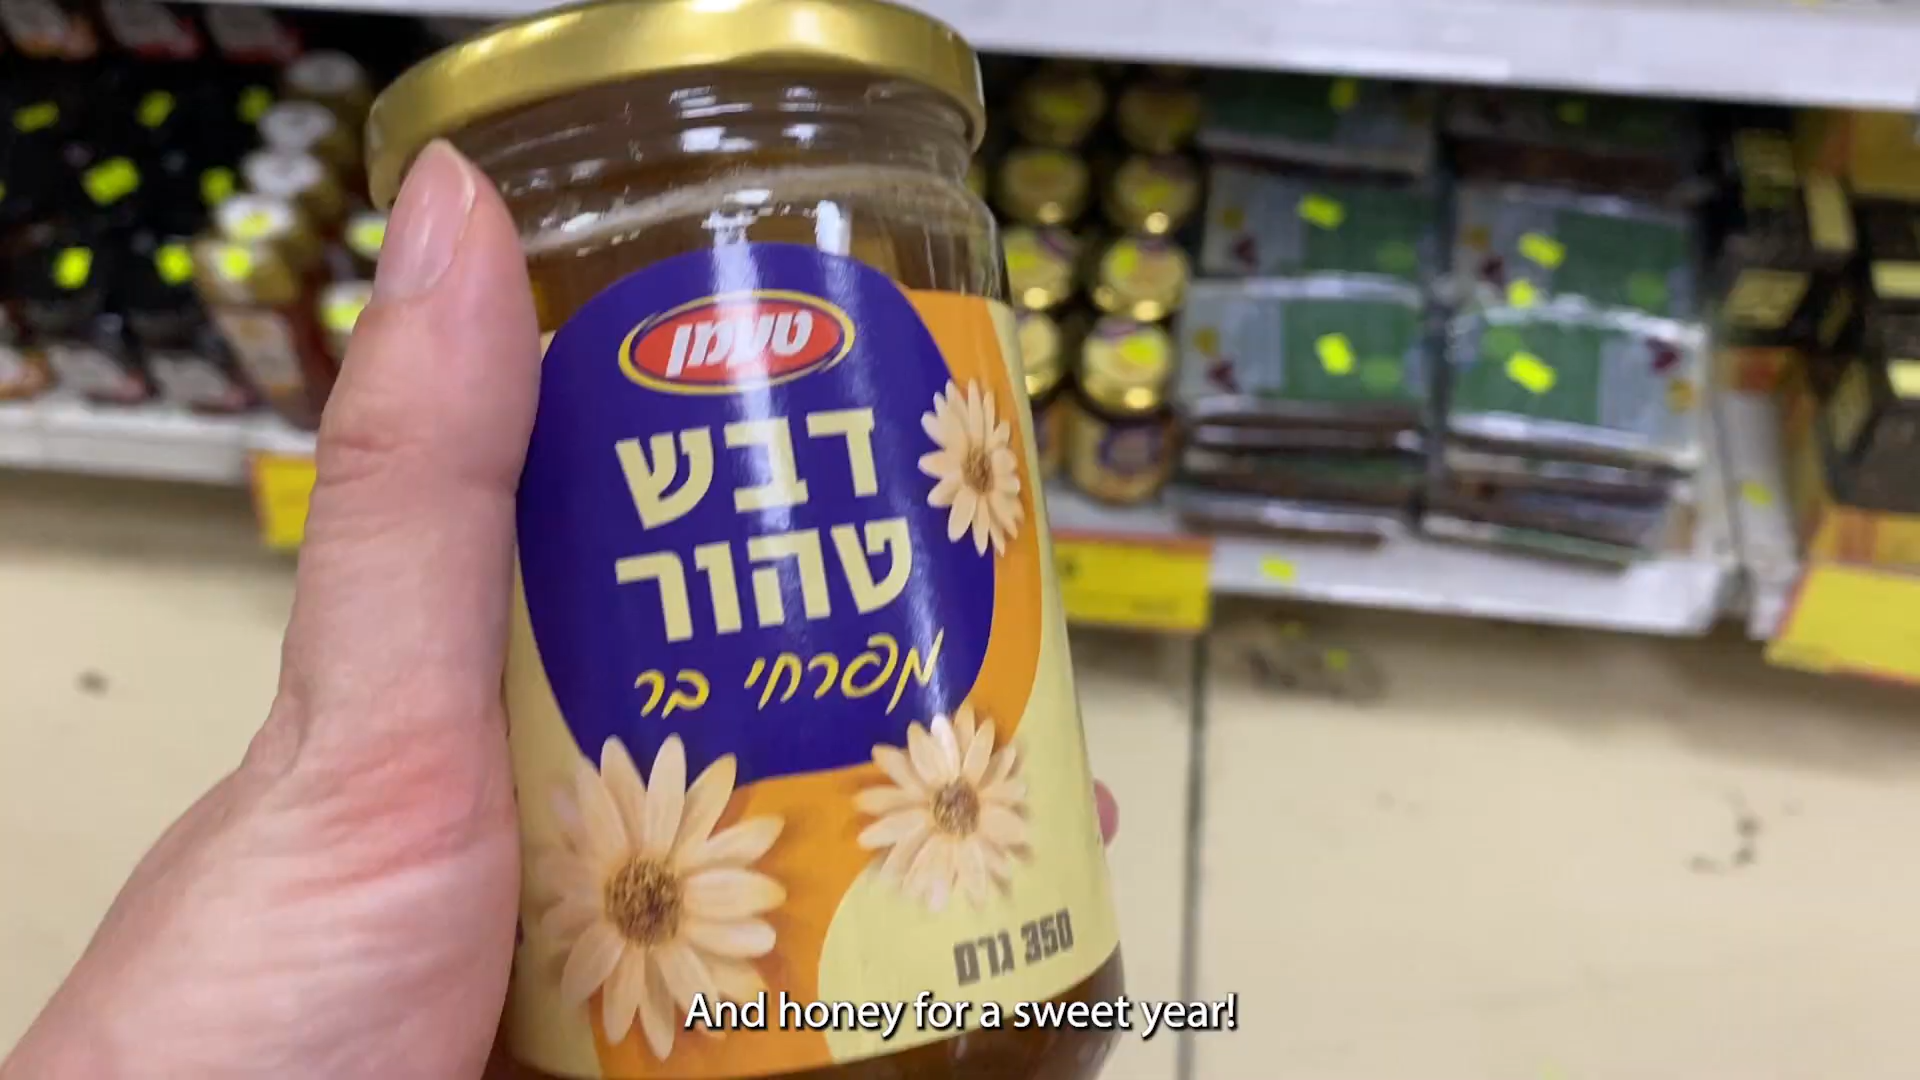 טעמן
דבש
טהור
מפרחי בר
350 גרם
And honey for a sweet year!